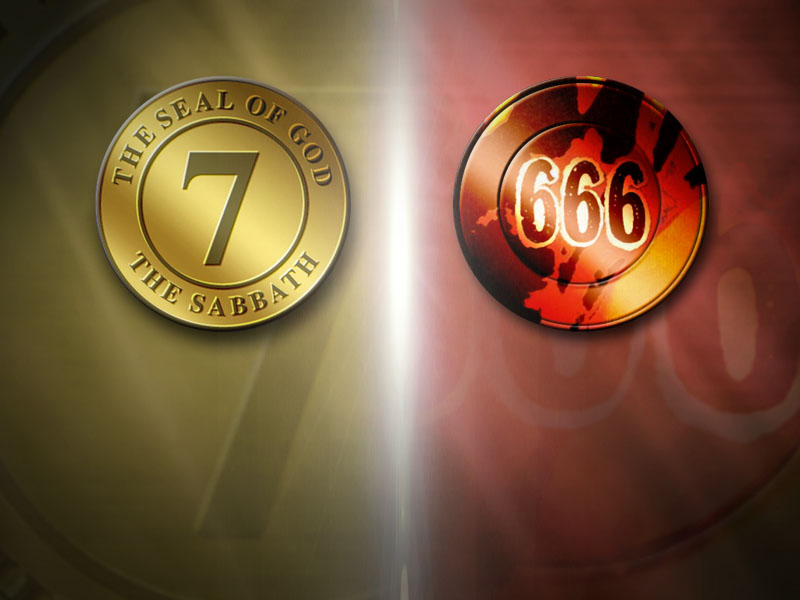 THE SEAL OF GOD
7
THE SABBATH
666